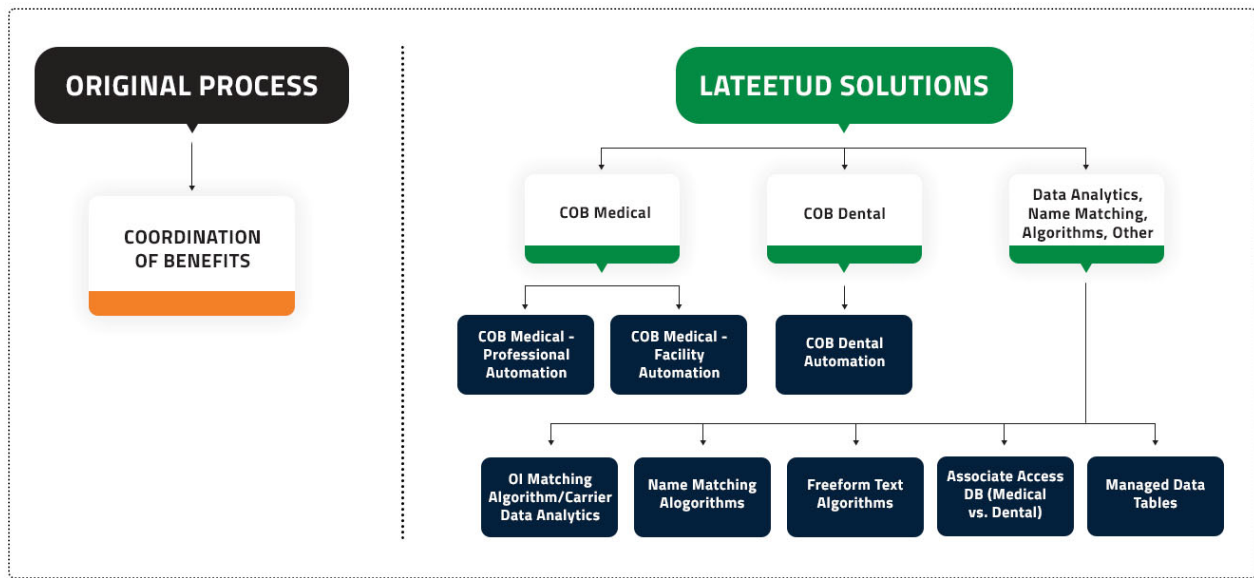 ORIGINAL PROCESS
COORDINATION
OF BENEFITS
LATEETUD SOLUTIONS
COB Medical
COB Dental
Data Analytics,
Name Matching,
Algorithms, Other
COB Medical -
Professional
Automation
COB Medical -
Facility
Automation
COB Dental
Automation
OI Matching
Algorithm/Carrier
Data Analytics
Name Matching
Alogorithms
Freeform Text
Algorithms
Associate Access
DB (Medical
vs. Dental)
Managed Data
Tables